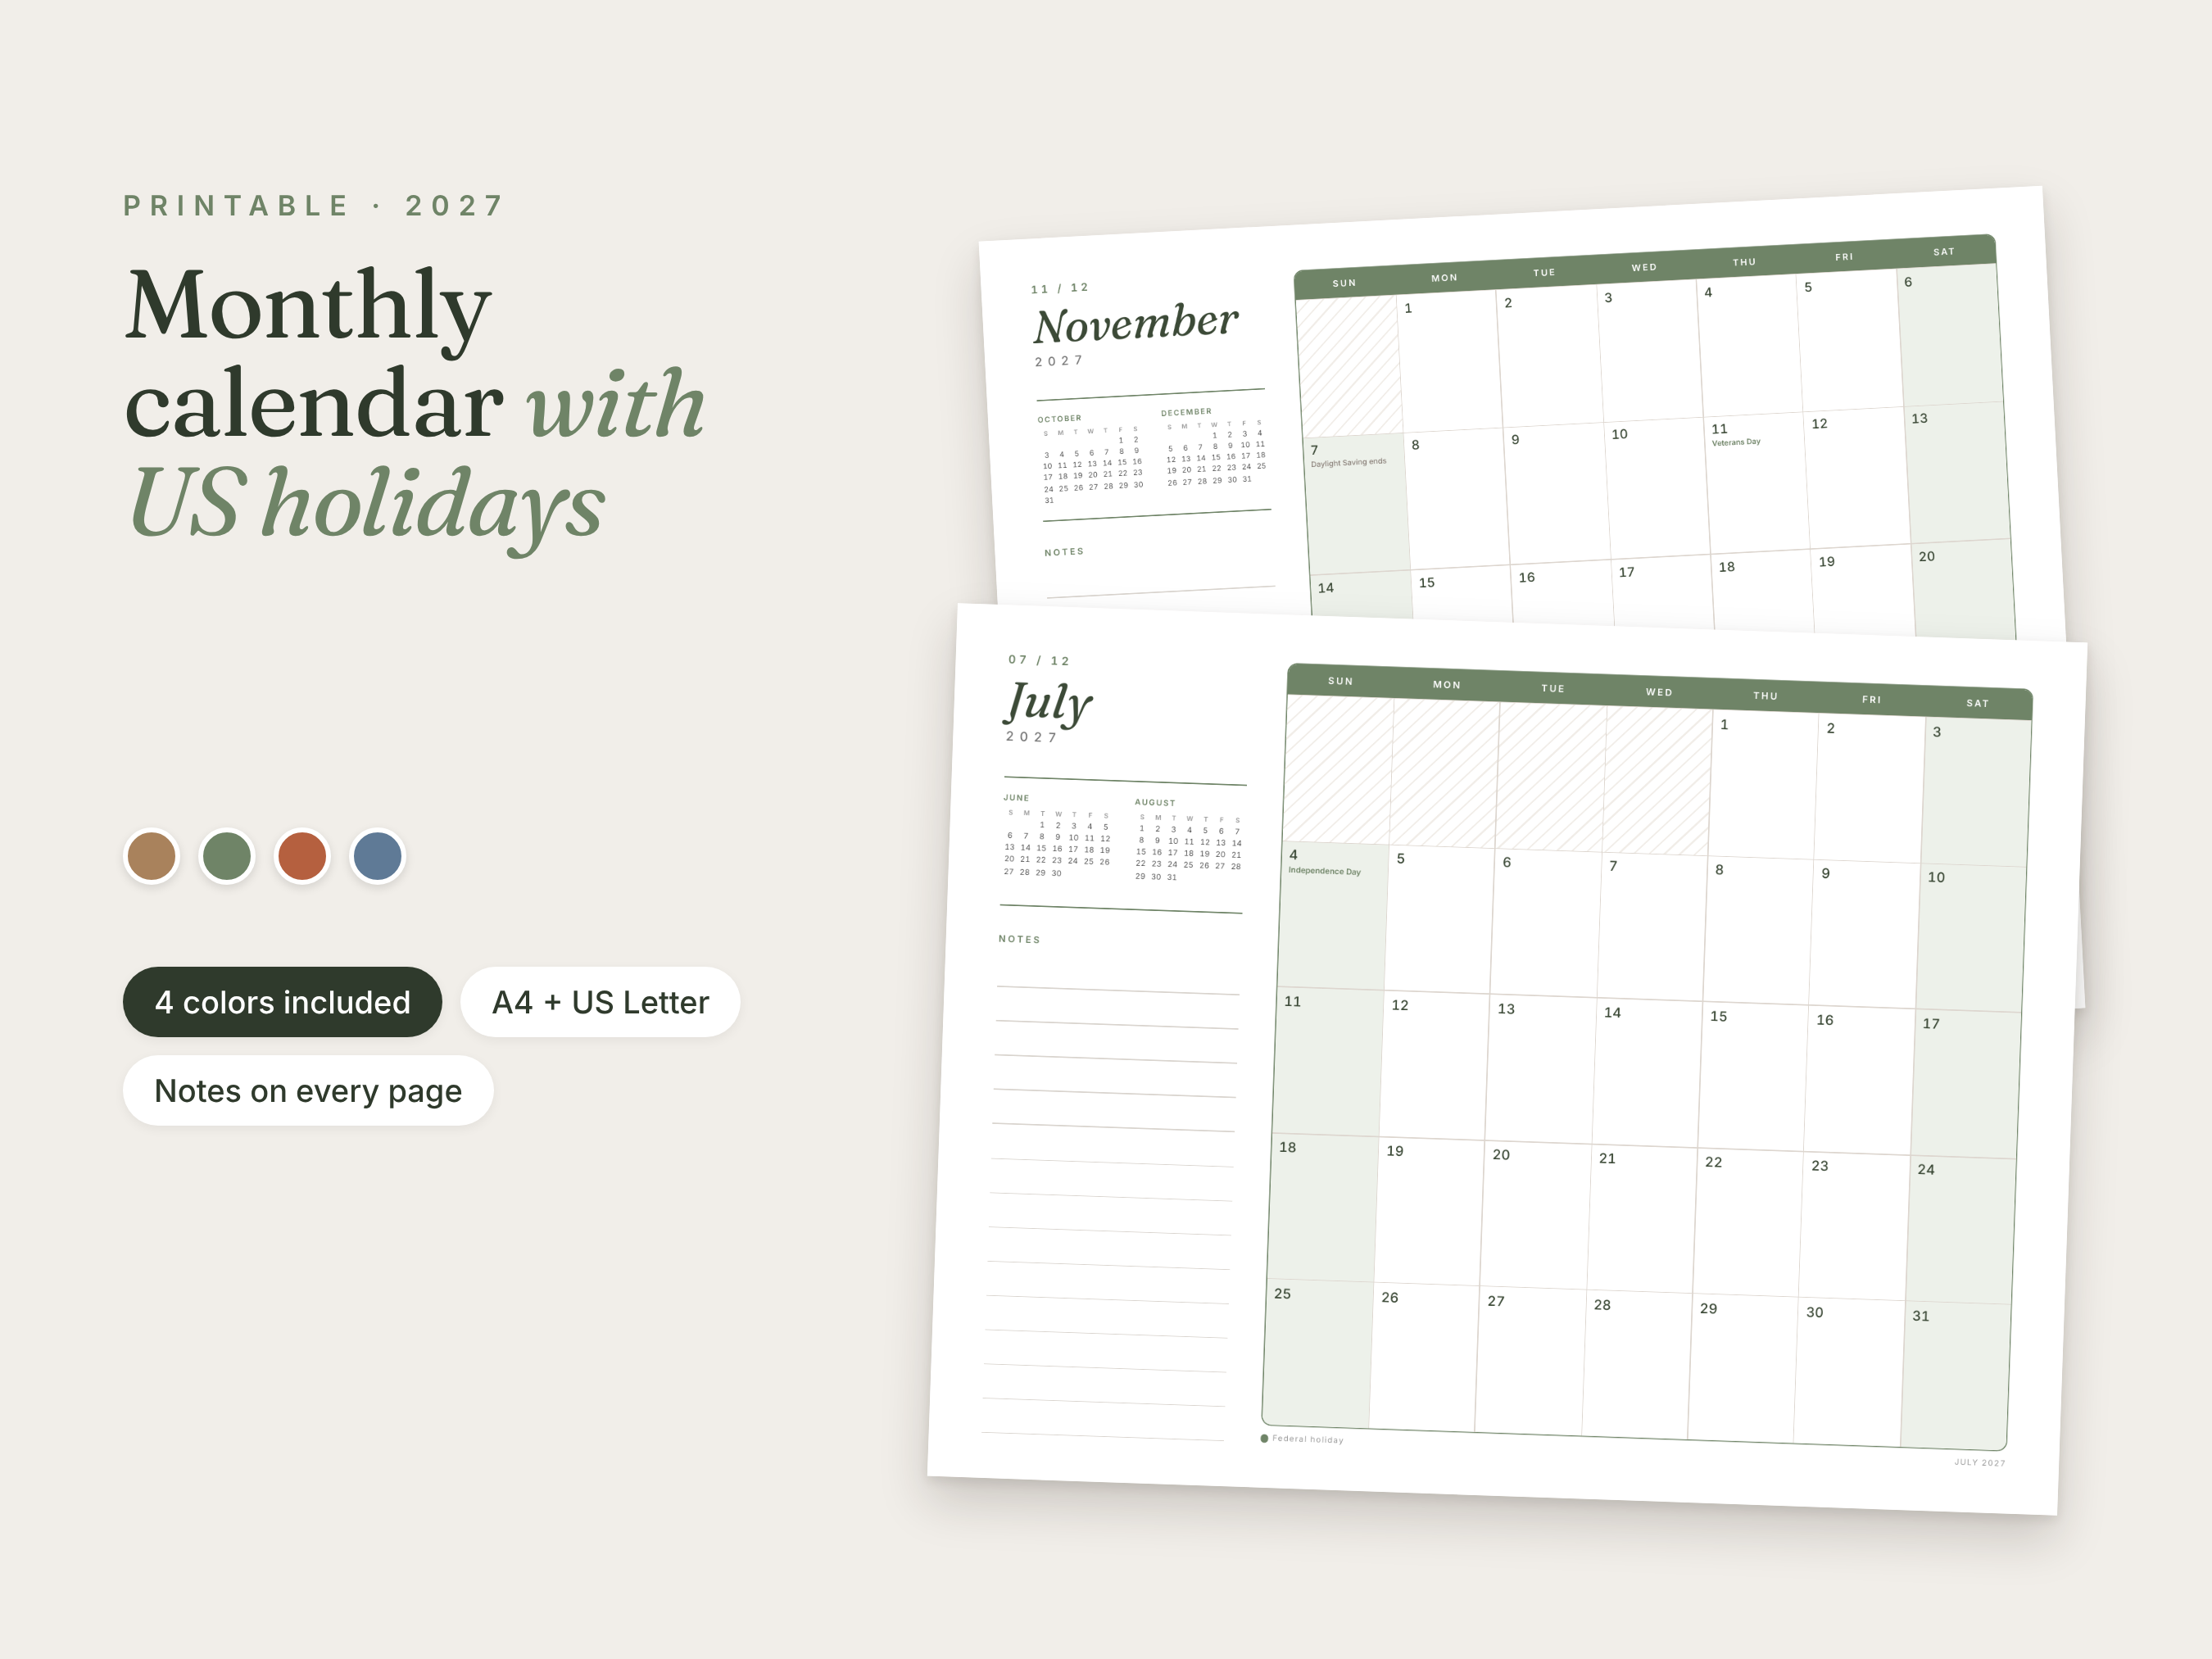 PRINTABLE · 2027
Monthly
calendar with
US holidays
4 colors included
A4 + US Letter
Notes on every page
11 / 12
November
2027
OCTOBER
S M T W T F S
1 2
3 4 5 6 7 8 9
10 11 12 13 14 15 16
17 18 19 20 21 22 23
24 25 26 27 28 29 30
31
DECEMBER
S M T W T F S
1 2 3 4
5 6 7 8 9 10 11
12 13 14 15 16 17 18
19 20 21 22 23 24 25
26 27 28 29 30 31
NOTES
SUN MON TUE WED THU FRI SAT
1 2 3 4 5 6
7 8 9 10 11 12 13
Daylight Saving ends
Veterans Day
14 15 16 17 18 19 20
07 / 12
July
2027
JUNE
S M T W T F S
1 2 3 4 5
6 7 8 9 10 11 12
13 14 15 16 17 18 19
20 21 22 23 24 25 26
27 28 29 30
AUGUST
S M T W T F S
1 2 3 4 5 6 7
8 9 10 11 12 13 14
15 16 17 18 19 20 21
22 23 24 25 26 27 28
29 30 31
NOTES
SUN MON TUE WED THU FRI SAT
1 2 3
4 5 6 7 8 9 10
Independence Day
11 12 13 14 15 16 17
18 19 20 21 22 23 24
25 26 27 28 29 30 31
Federal holiday
JULY 2027